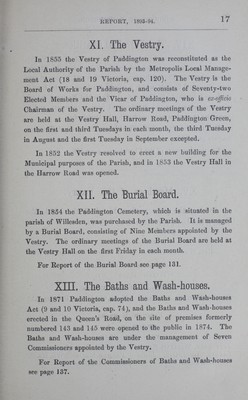 REPORT, 1893-94. 17
XI. The Vestry.
In 1855 the Vestry of Paddington was reconstituted as the
Local Authority of the Parish by the Metropolis Local Manage-
ment Act (18 and 19 Victoria, cap. 120). The Vestry is the
Board of Works for Paddington, and consists of Seventy-two
Elected Members and the Vicar of Paddington, who is ex-officio
Chairman of the Vestry. The ordinary meetings of the Vestry
are held at the Vestry Hall, Harrow Road, Paddington Green,
on the first and third Tuesdays in each month, the third Tuesday
in August and the first Tuesday in September excepted.
In 1852 the Vestry resolved to erect a new building for the
Municipal purposes of the Parish, and in 1853 the Vestry Hall in
the Harrow Road was opened.
XII. The Burial Board.
In 1854 the Paddington Cemetery, which is situated in the
parish of Willesden, was purchased by the Parish. It is managed
by a Burial Board, consisting of Nine Members appointed by the
Vestry. The ordinary meetings of the Burial Board are held at
the Vestry Hall on the first Friday in each month.
For Report of the Burial Board see page 131.
XIII. The Baths and Wash-houses.
In 1871 Paddington adopted the Baths and Wash-houses
Act (9 and 10 Victoria, cap. 74), and the Baths and Wash-houses
erected in the Queen's Road, on the site of premises formerly
numbered 143 and 145 were opened to the public in 1874. The
Baths and Wash-houses are under the management of Seven
Commissioners appointed by the Vestry.
For Report of the Commissioners of Baths and Wash-houses
see page 137.